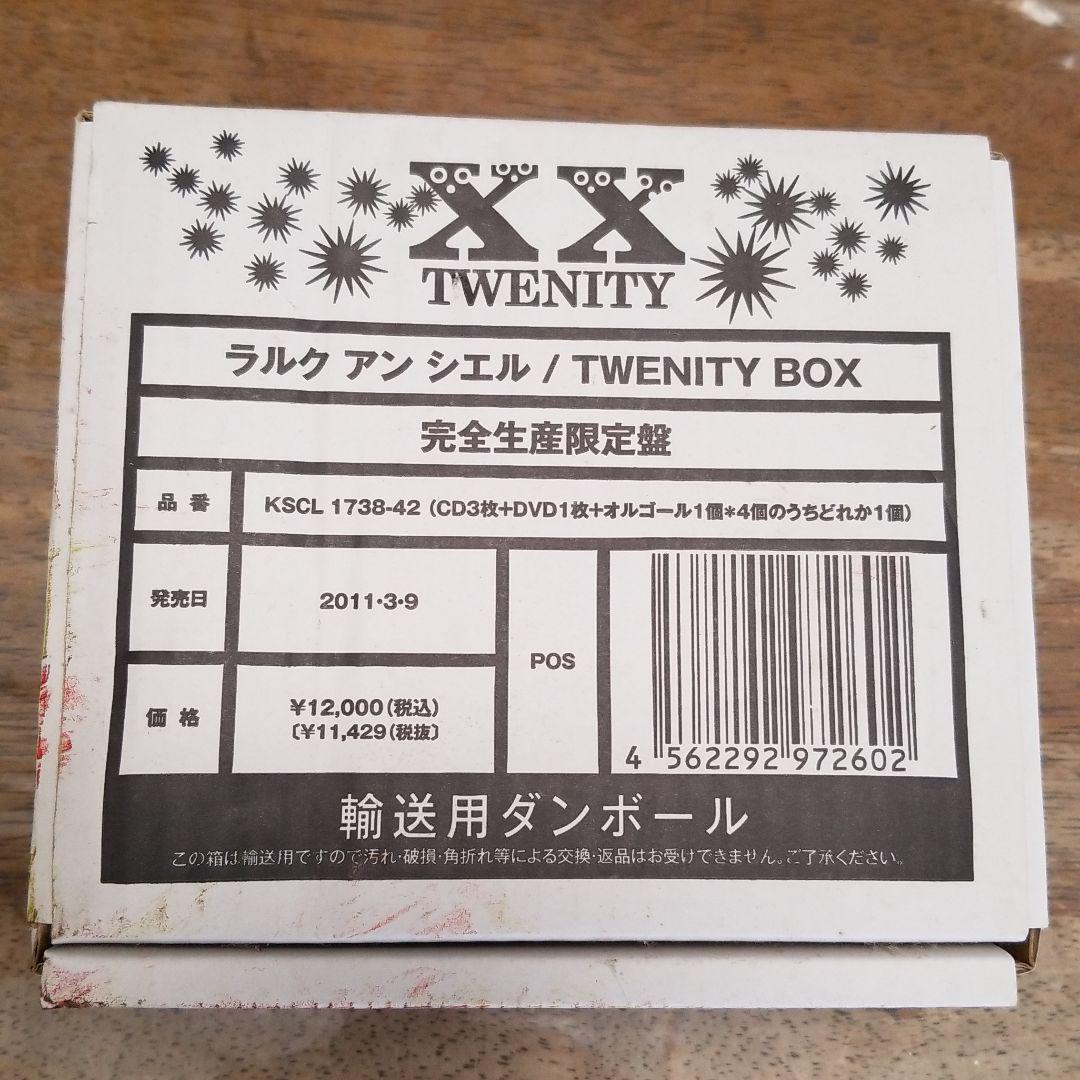 XX
TWENITY
ラルク アン シエル / TWENITY BOX
完全生産限定盤
品番
KSCL 1738-42（CD3枚+DVD1枚+オルゴール1個*4個のうちどれか1個）
発売日
2011・3・9
価格
¥12,000（税込）
〔¥11,429（税抜）
POS
4 562292 972602
輸送用ダンボール
この箱は輸送用ですので汚れ・破損・角折れ等による交換・返品はお受けできません。ご了承ください。